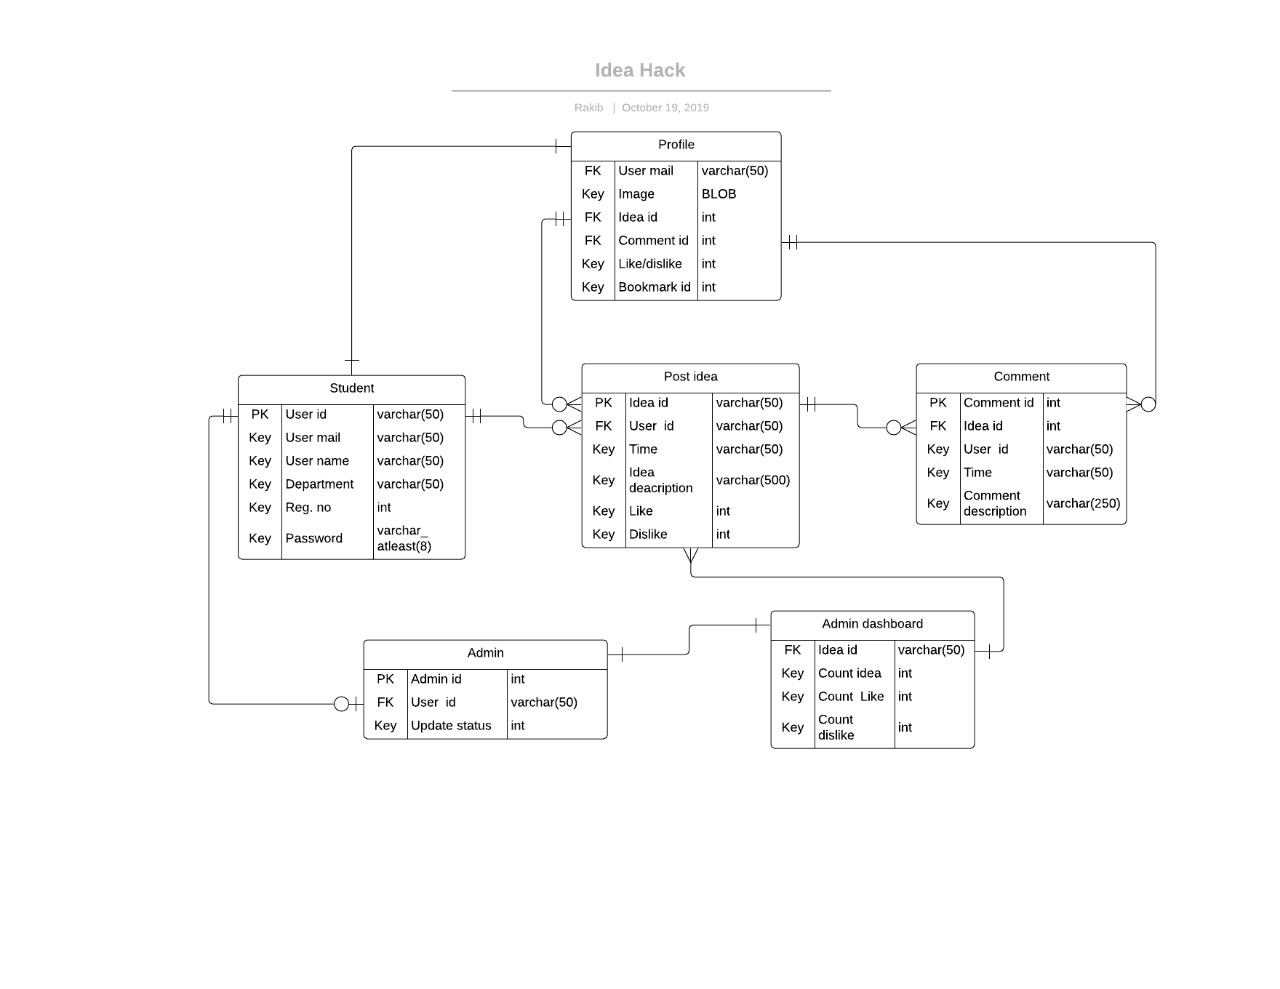 Idea Hack
Rakib | October 19, 2019
Profile
FK User mail varchar(50)
Key Image BLOB
FK Idea id int
FK Comment id int
Key Like/dislike int
Key Bookmark id int
Student
PK User id varchar(50)
Key User mail varchar(50)
Key User name varchar(50)
Key Department varchar(50)
Key Reg. no int
Key Password varchar_
atleast(8)
Post idea
PK Idea id varchar(50)
FK User id varchar(50)
Key Time varchar(50)
Key Idea
deacription varchar(500)
Key Like int
Key Dislike int
Comment
PK Comment id int
FK Idea id int
Key User id varchar(50)
Key Time varchar(50)
Key Comment
description varchar(250)
Admin
PK Admin id int
FK User id varchar(50)
Key Update status int
Admin dashboard
FK Idea id varchar(50)
Key Count idea int
Key Count Like int
Key Count
dislike int